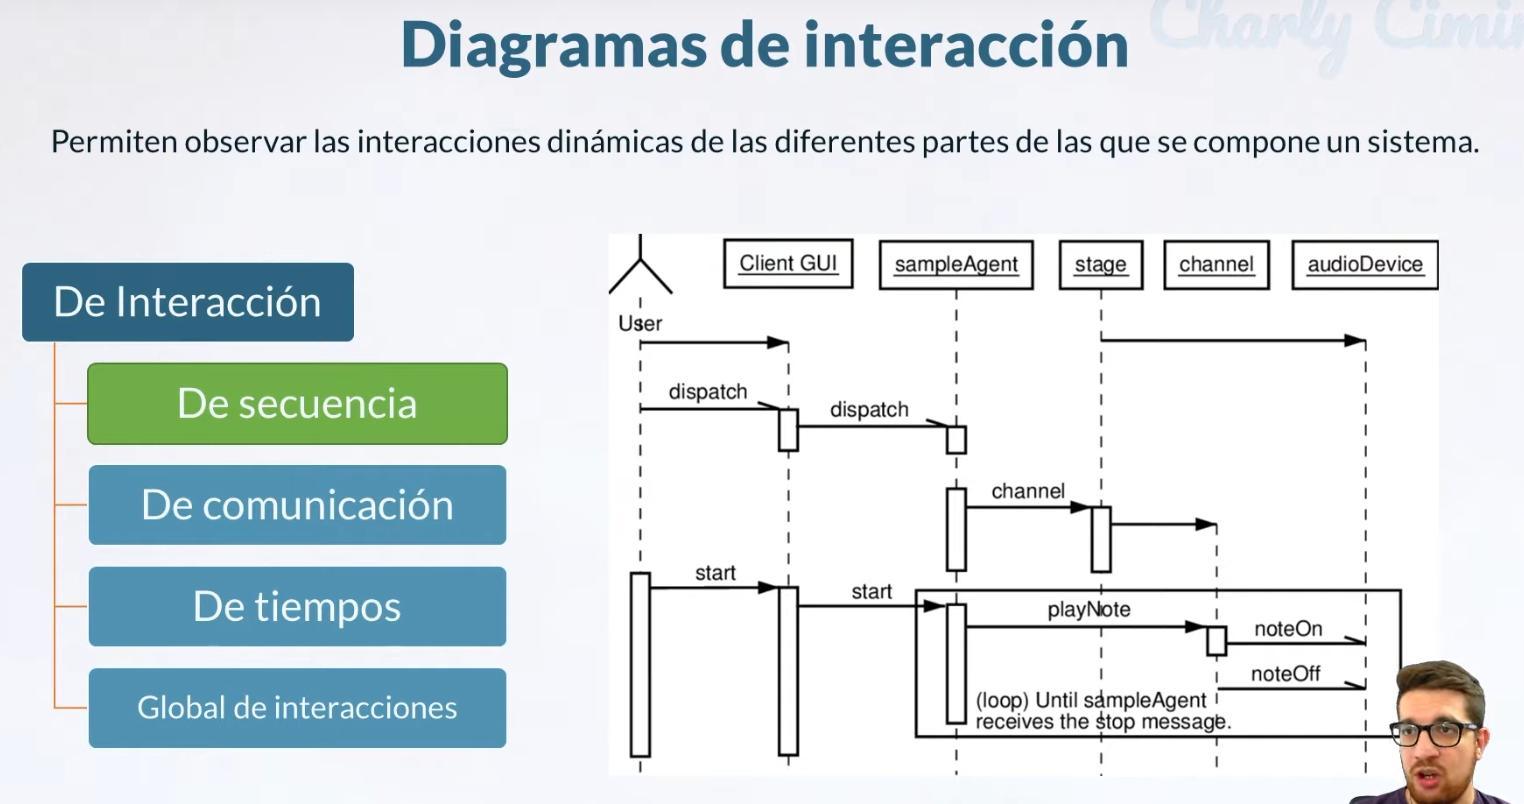 Charly Cimin
Diagramas de interacción
Permiten observar las interacciones dinámicas de las diferentes partes de las que se compone un sistema.
De Interacción
De secuencia
De comunicación
De tiempos
Global de interacciones
Client GUI
sampleAgent
stage
channel
audioDevice
User
dispatch
dispatch
channel
start
start
playNote
noteOn
noteOff
(loop) Until sampleAgent
receives the stop message.